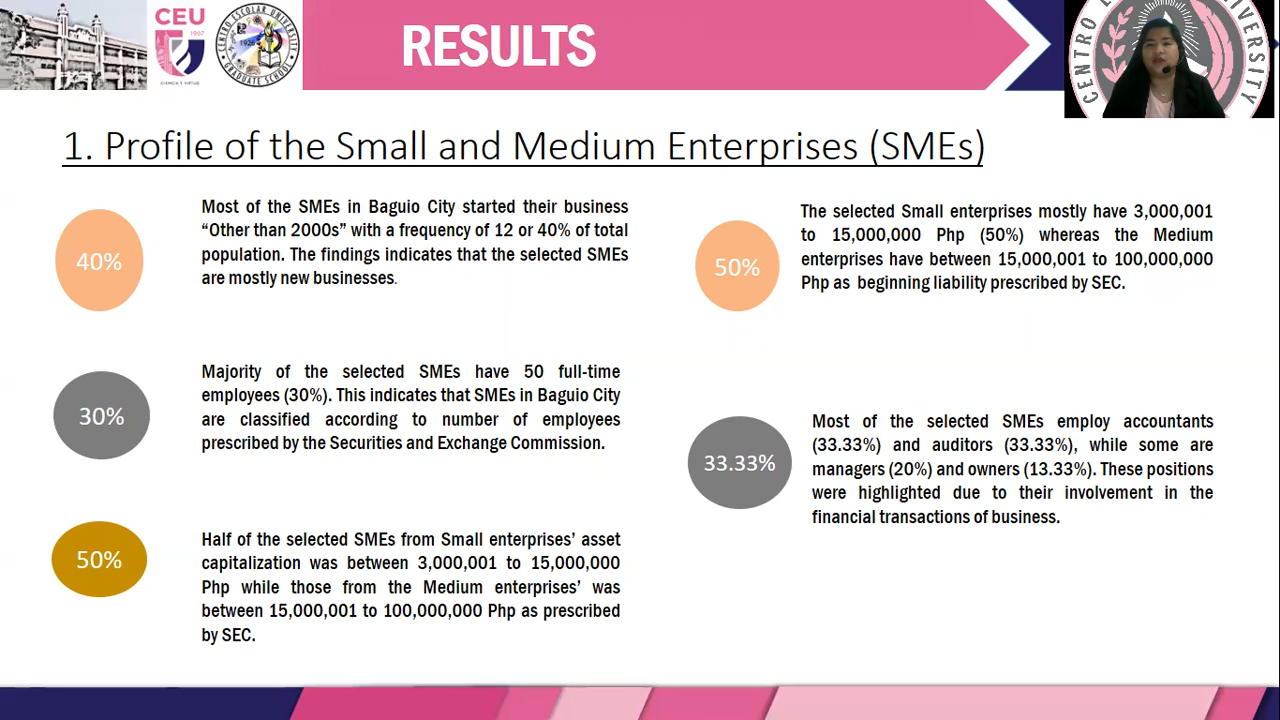 CEU
1907
CIENCIA Y VIRTUD
CENTRO ESCOLAR UNIVERSITY
GRADUATE SCHOOL
RESULTS
1. Profile of the Small and Medium Enterprises (SMEs)
40%
Most of the SMEs in Baguio City started their business
“Other than 2000s” with a frequency of 12 or 40% of total
population. The findings indicates that the selected SMEs
are mostly new businesses.
30%
Majority of the selected SMEs have 50 full-time
employees (30%). This indicates that SMEs in Baguio City
are classified according to number of employees
prescribed by the Securities and Exchange Commission.
50%
Half of the selected SMEs from Small enterprises’ asset
capitalization was between 3,000,001 to 15,000,000
Php while those from the Medium enterprises’ was
between 15,000,001 to 100,000,000 Php as prescribed
by SEC.
50%
The selected Small enterprises mostly have 3,000,001
to 15,000,000 Php (50%) whereas the Medium
enterprises have between 15,000,001 to 100,000,000
Php as beginning liability prescribed by SEC.
33.33%
Most of the selected SMEs employ accountants
(33.33%) and auditors (33.33%), while some are
managers (20%) and owners (13.33%). These positions
were highlighted due to their involvement in the
financial transactions of business.